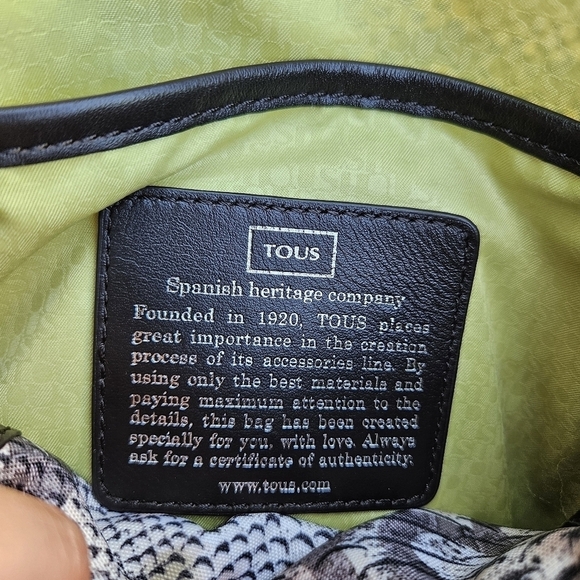 TOUS
Spanish heritage company
Founded in 1920, TOUS places
great importance in the creation
process of its accessories line. By
using only the best materials and
paying maximum attention to the
details, this bag has been created
specially for you, with love. Always
ask for a certificate of authenticity.
www.tous.com